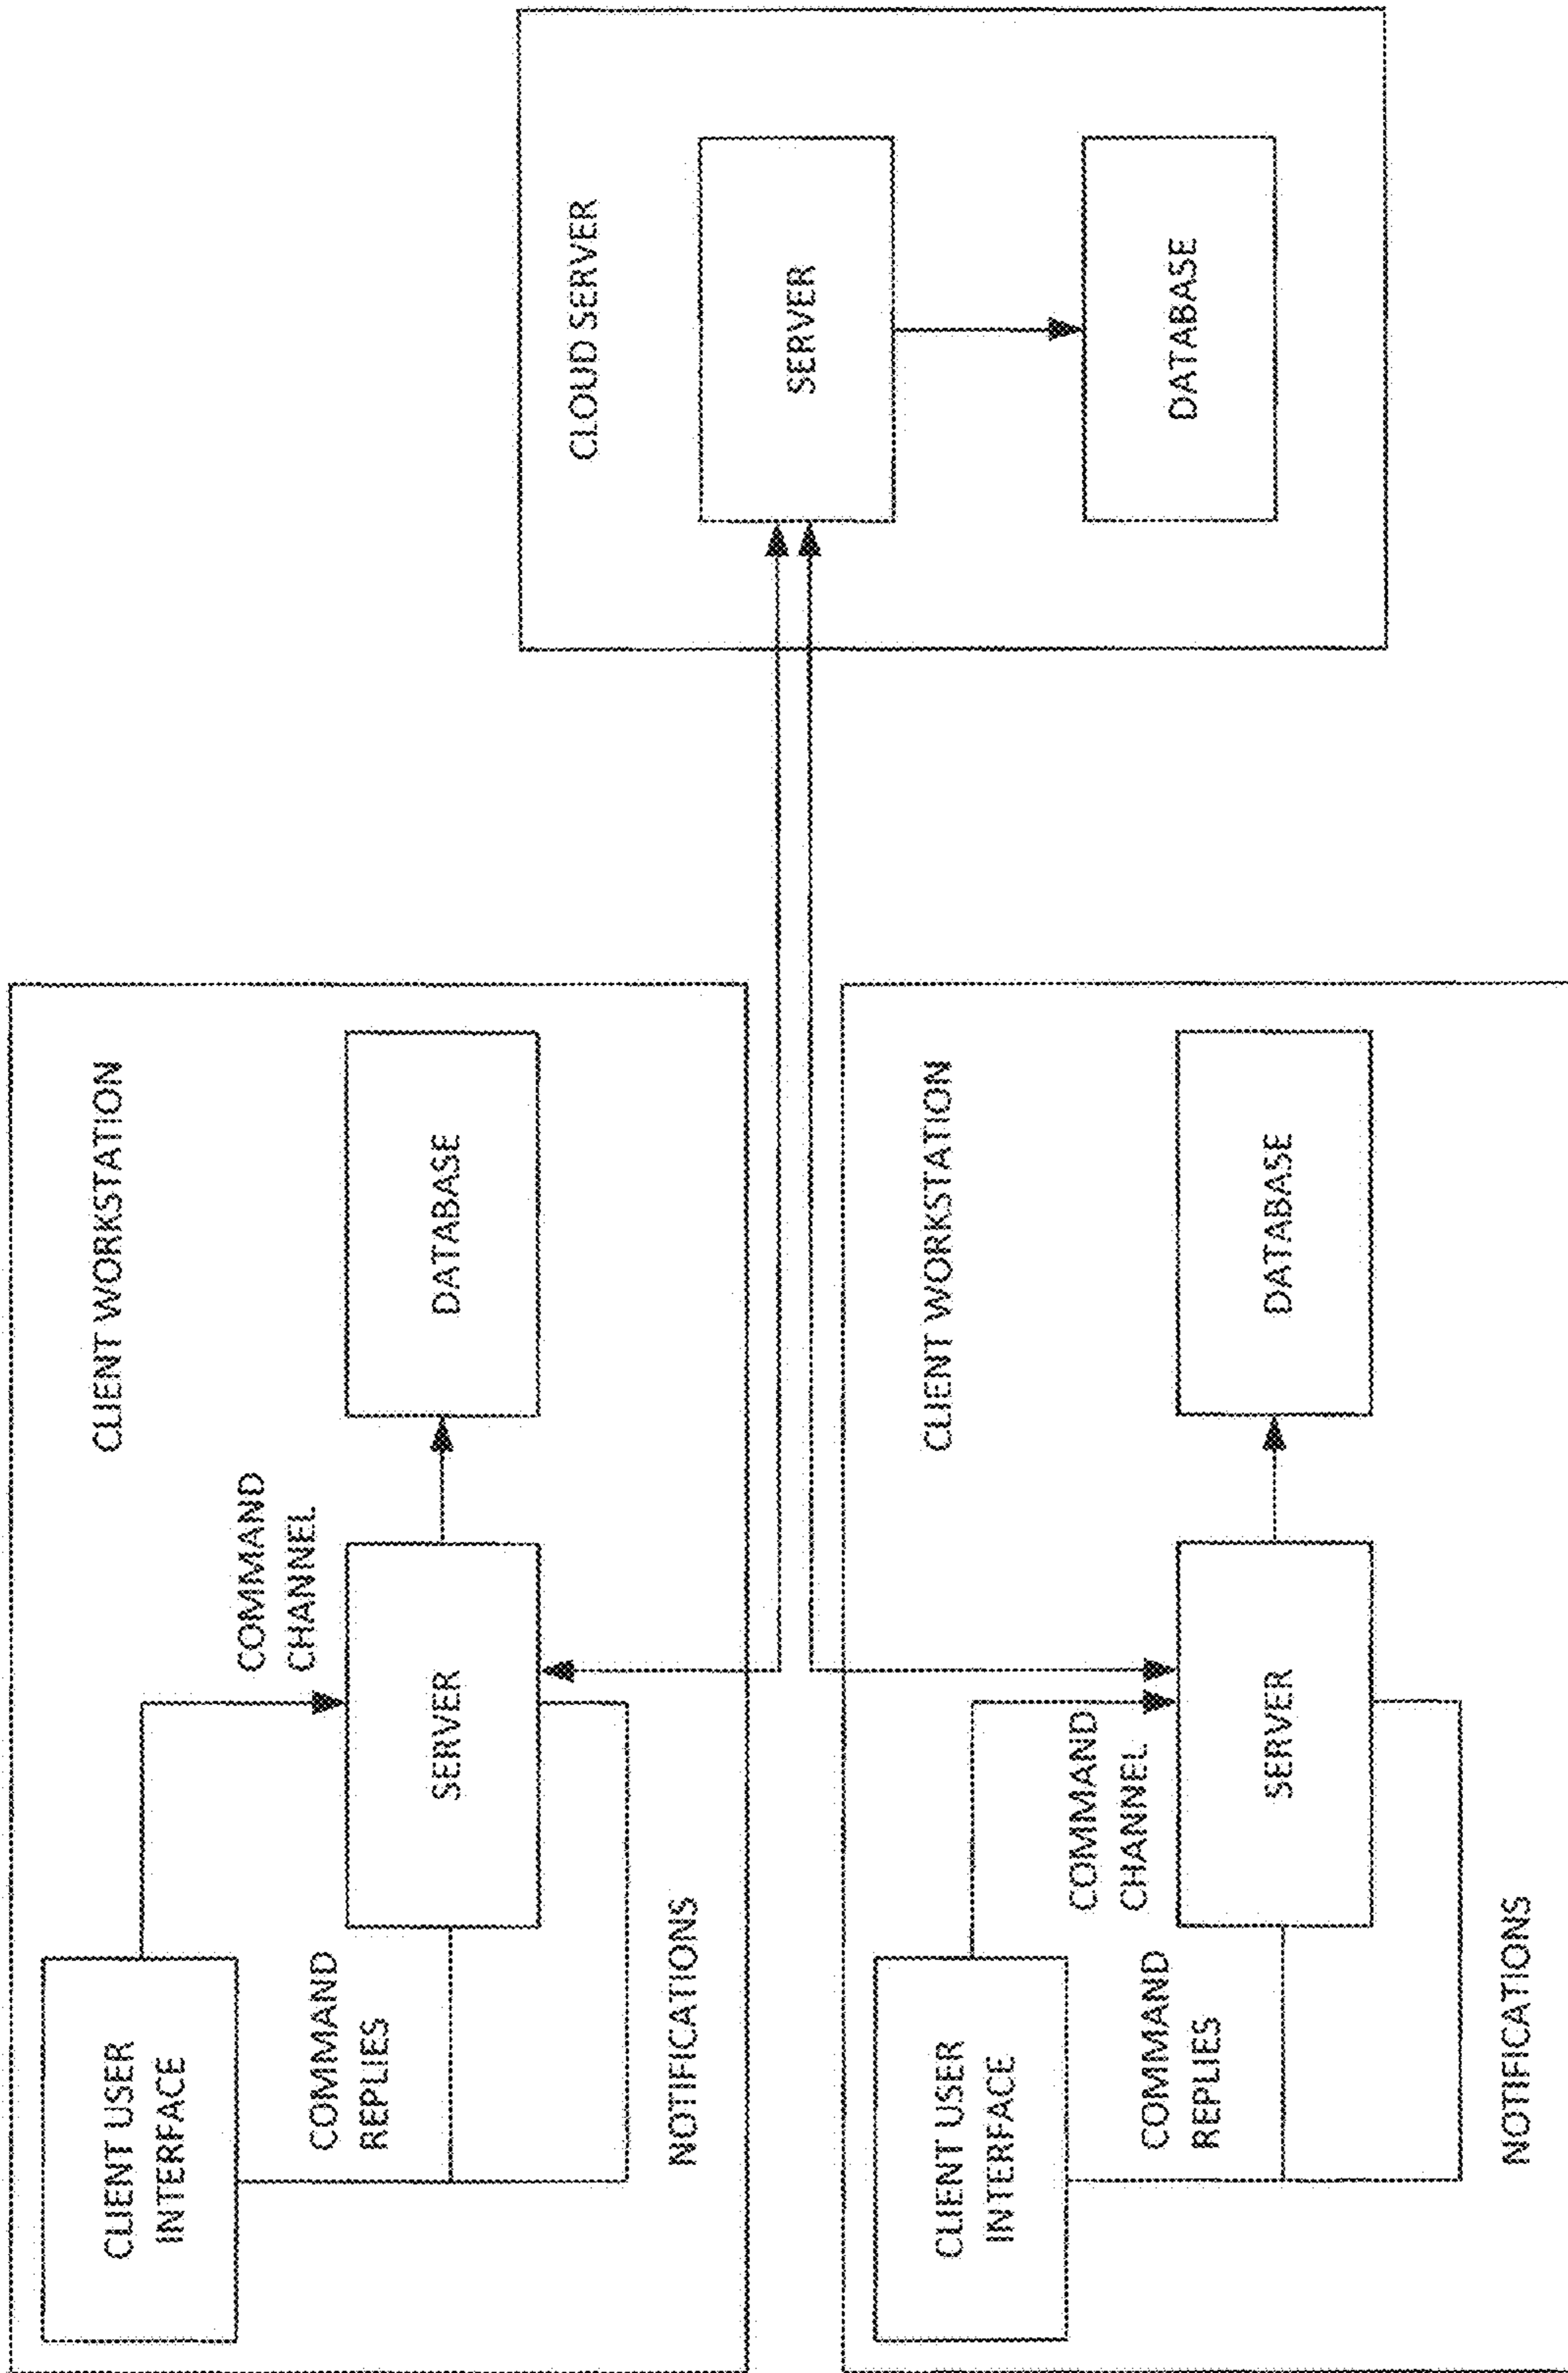 CLIENT WORKSTATION
CLIENT USER
INTERFACE
COMMAND
CHANNEL
COMMAND
REPLIES
SERVER
DATABASE
NOTIFICATIONS
CLIENT WORKSTATION
CLIENT USER
INTERFACE
COMMAND
CHANNEL
COMMAND
REPLIES
SERVER
DATABASE
NOTIFICATIONS
CLOUD SERVER
SERVER
DATABASE